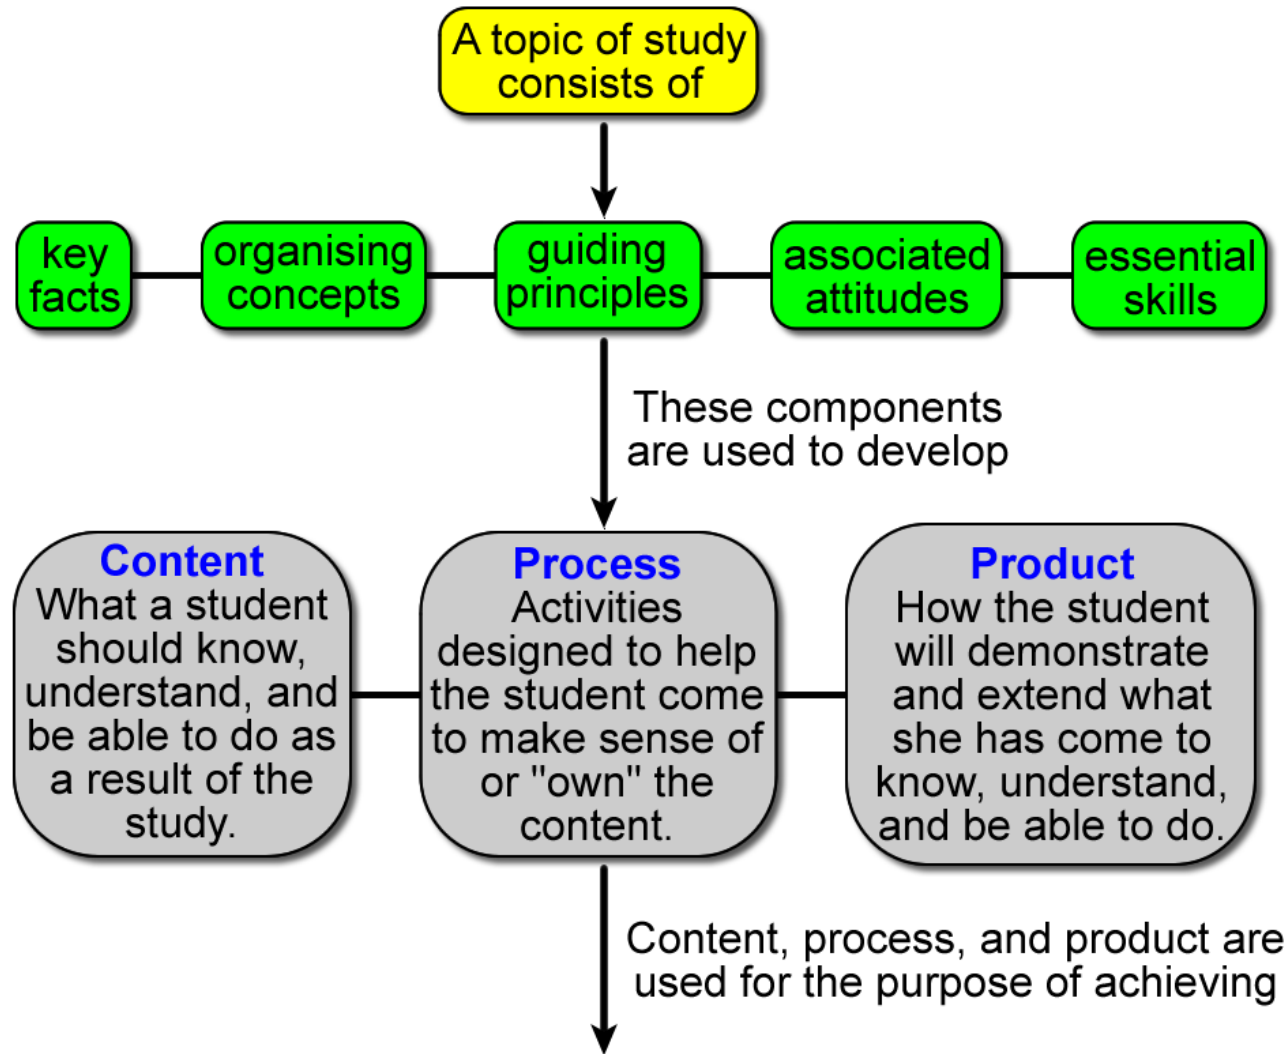 A topic of study
consists of
key
facts
organising
concepts
guiding
principles
associated
attitudes
essential
skills
These components
are used to develop
Content
What a student
should know,
understand, and
be able to do as
a result of the
study.
Process
Activities
designed to help
the student come
to make sense of
or "own" the
content.
Product
How the student
will demonstrate
and extend what
she has come to
know, understand,
and be able to do.
Content, process, and product are
used for the purpose of achieving